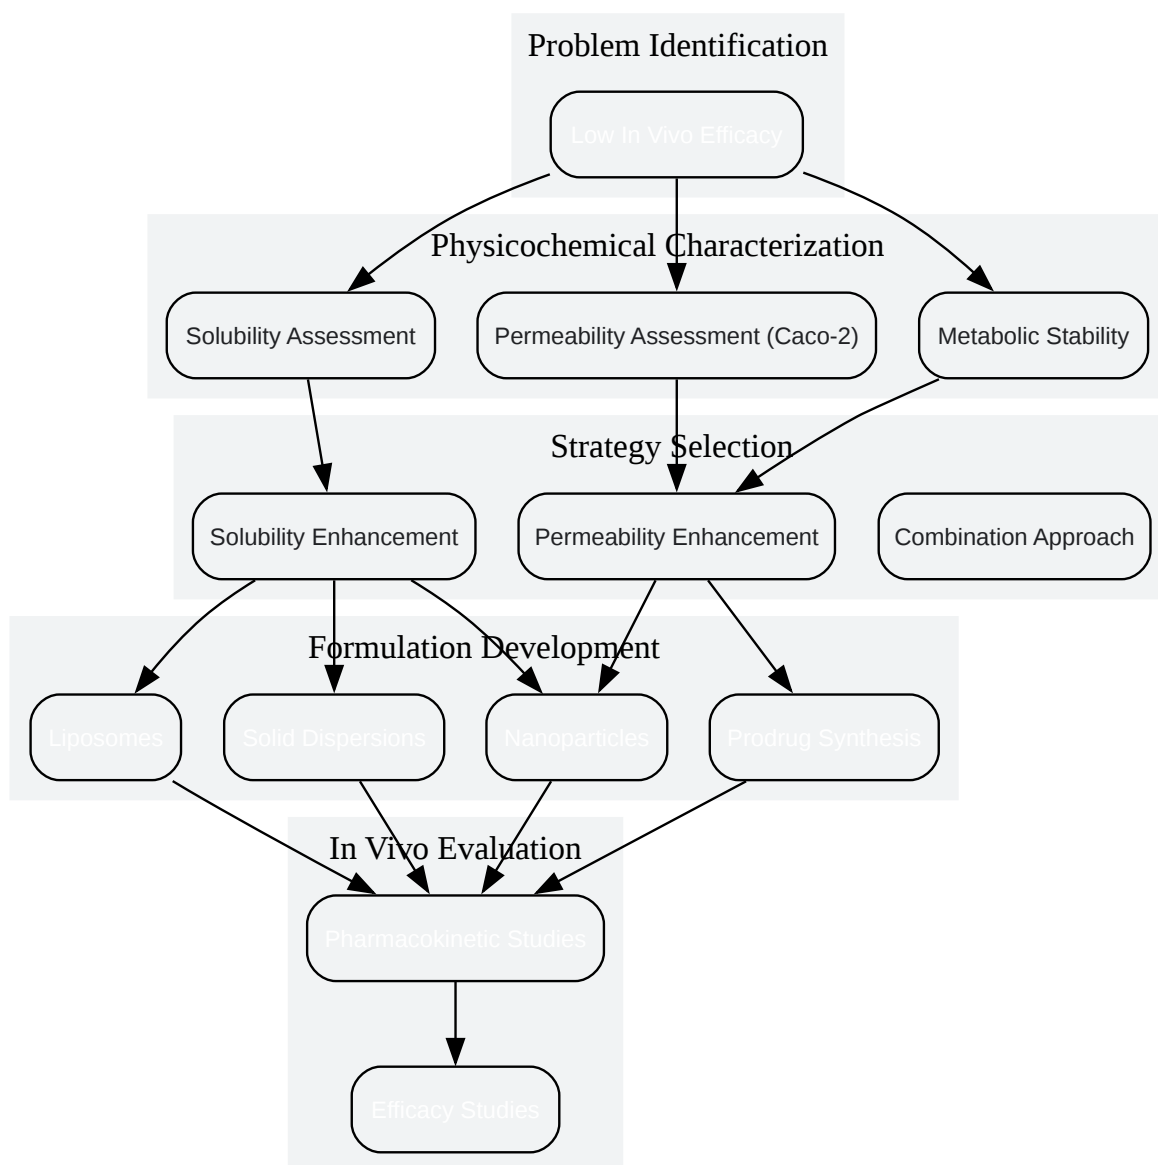 Problem Identification
Low In Vivo Efficacy
Physicochemical Characterization
Solubility Assessment
Permeability Assessment (Caco-2)
Metabolic Stability
Strategy Selection
Solubility Enhancement
Permeability Enhancement
Combination Approach
Formulation Development
Liposomes
Solid Dispersions
Nanoparticles
Prodrug Synthesis
In Vivo Evaluation
Pharmacokinetic Studies
Efficacy Studies